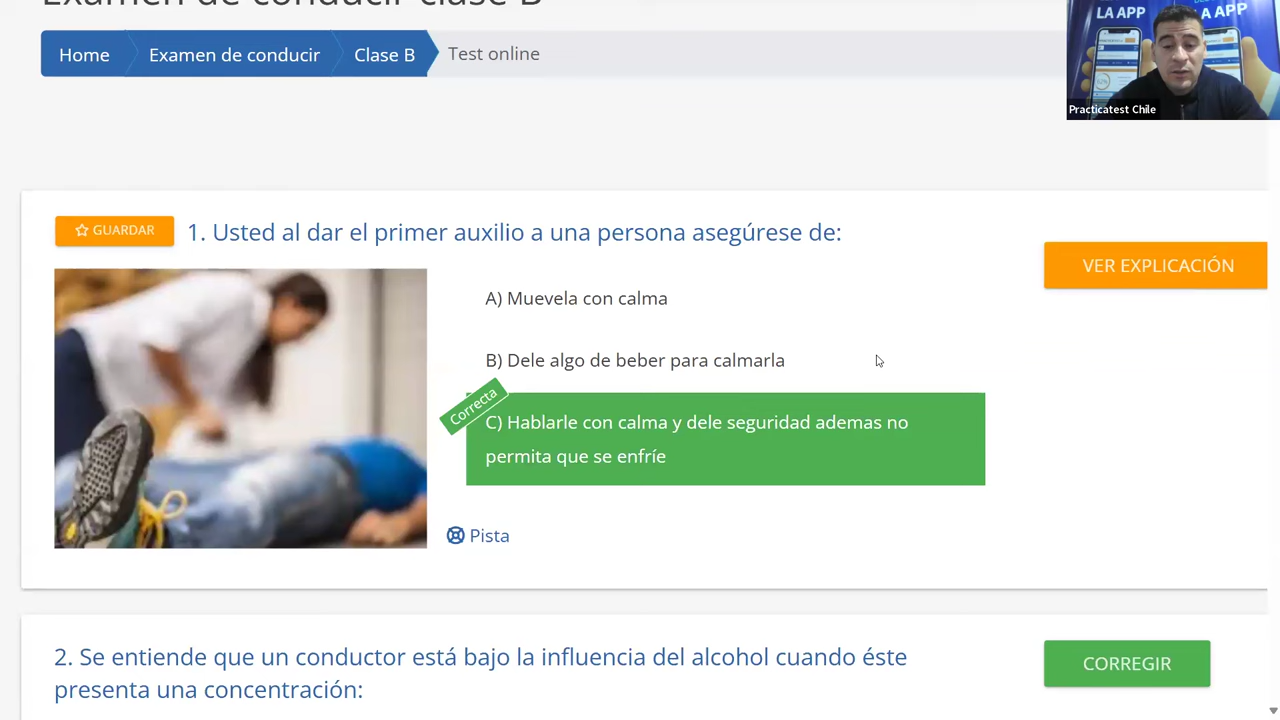 Examen de conducir clase B
Home
Examen de conducir
Clase B
Test online
LA APP
LA APP
Practicatest Chile
GUARDAR
1. Usted al dar el primer auxilio a una persona asegúrese de:
VER EXPLICACIÓN
A) Muevela con calma
B) Dele algo de beber para calmarla
Correcta
C) Hablarle con calma y dele seguridad ademas no
permita que se enfríe
Pista
2. Se entiende que un conductor está bajo la influencia del alcohol cuando éste
presenta una concentración:
CORREGIR